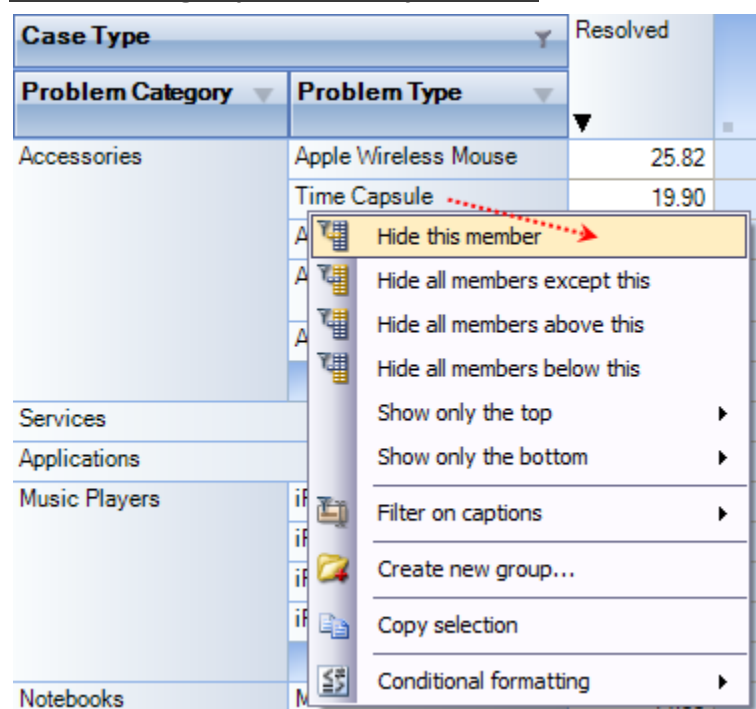 Case Type
Resolved
Problem Category
Problem Type
Accessories
Apple Wireless Mouse
25.82
Time Capsule
19.90
Hide this member
Hide all members except this
Hide all members above this
Hide all members below this
Services
Show only the top
Applications
Show only the bottom
Music Players
Filter on captions
Create new group...
Copy selection
Conditional formatting
Notebooks